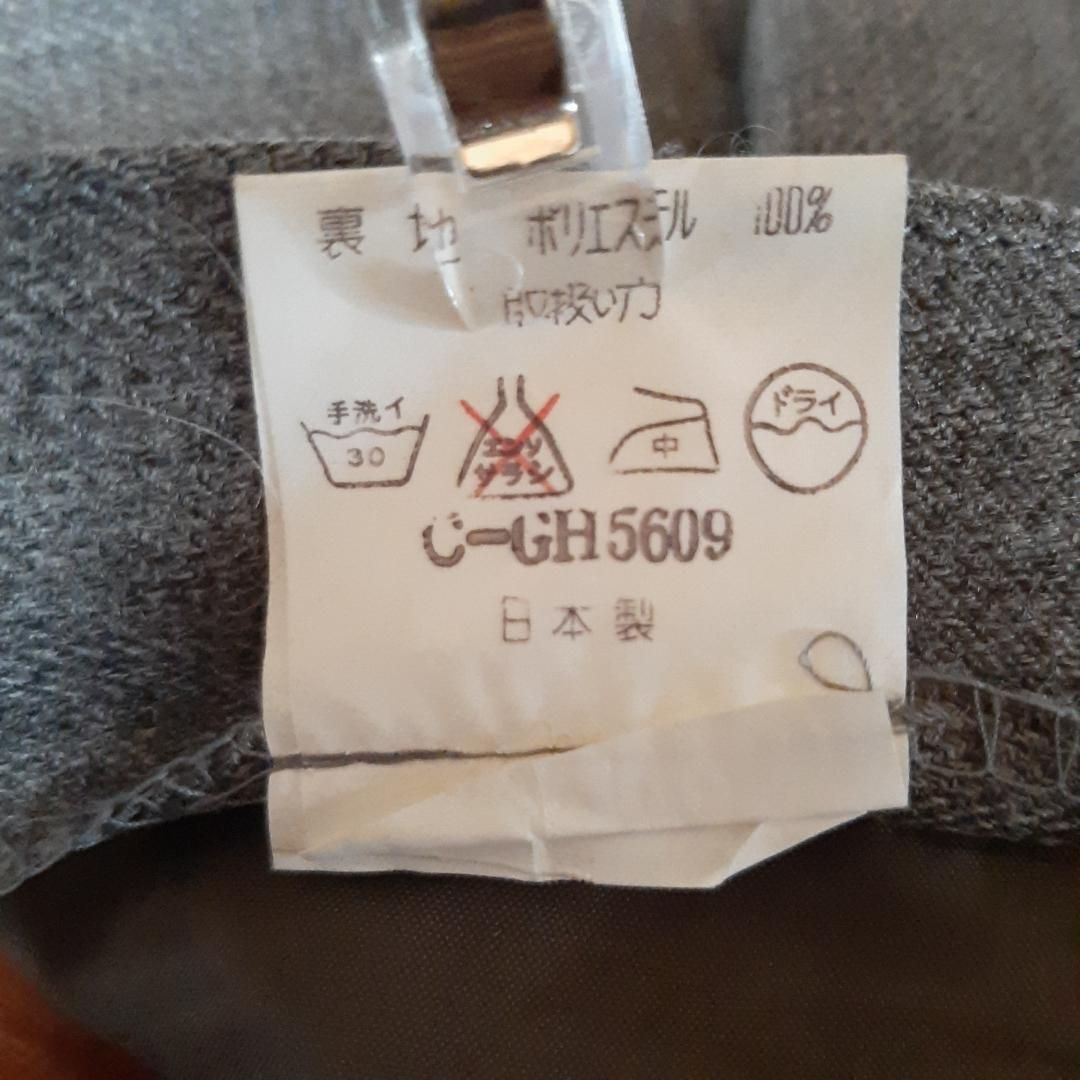 裏地 ポリエステル 100%
取扱い方
手洗イ 30
エンソ サラシ
中
ドライ
C-GH5609
日本製